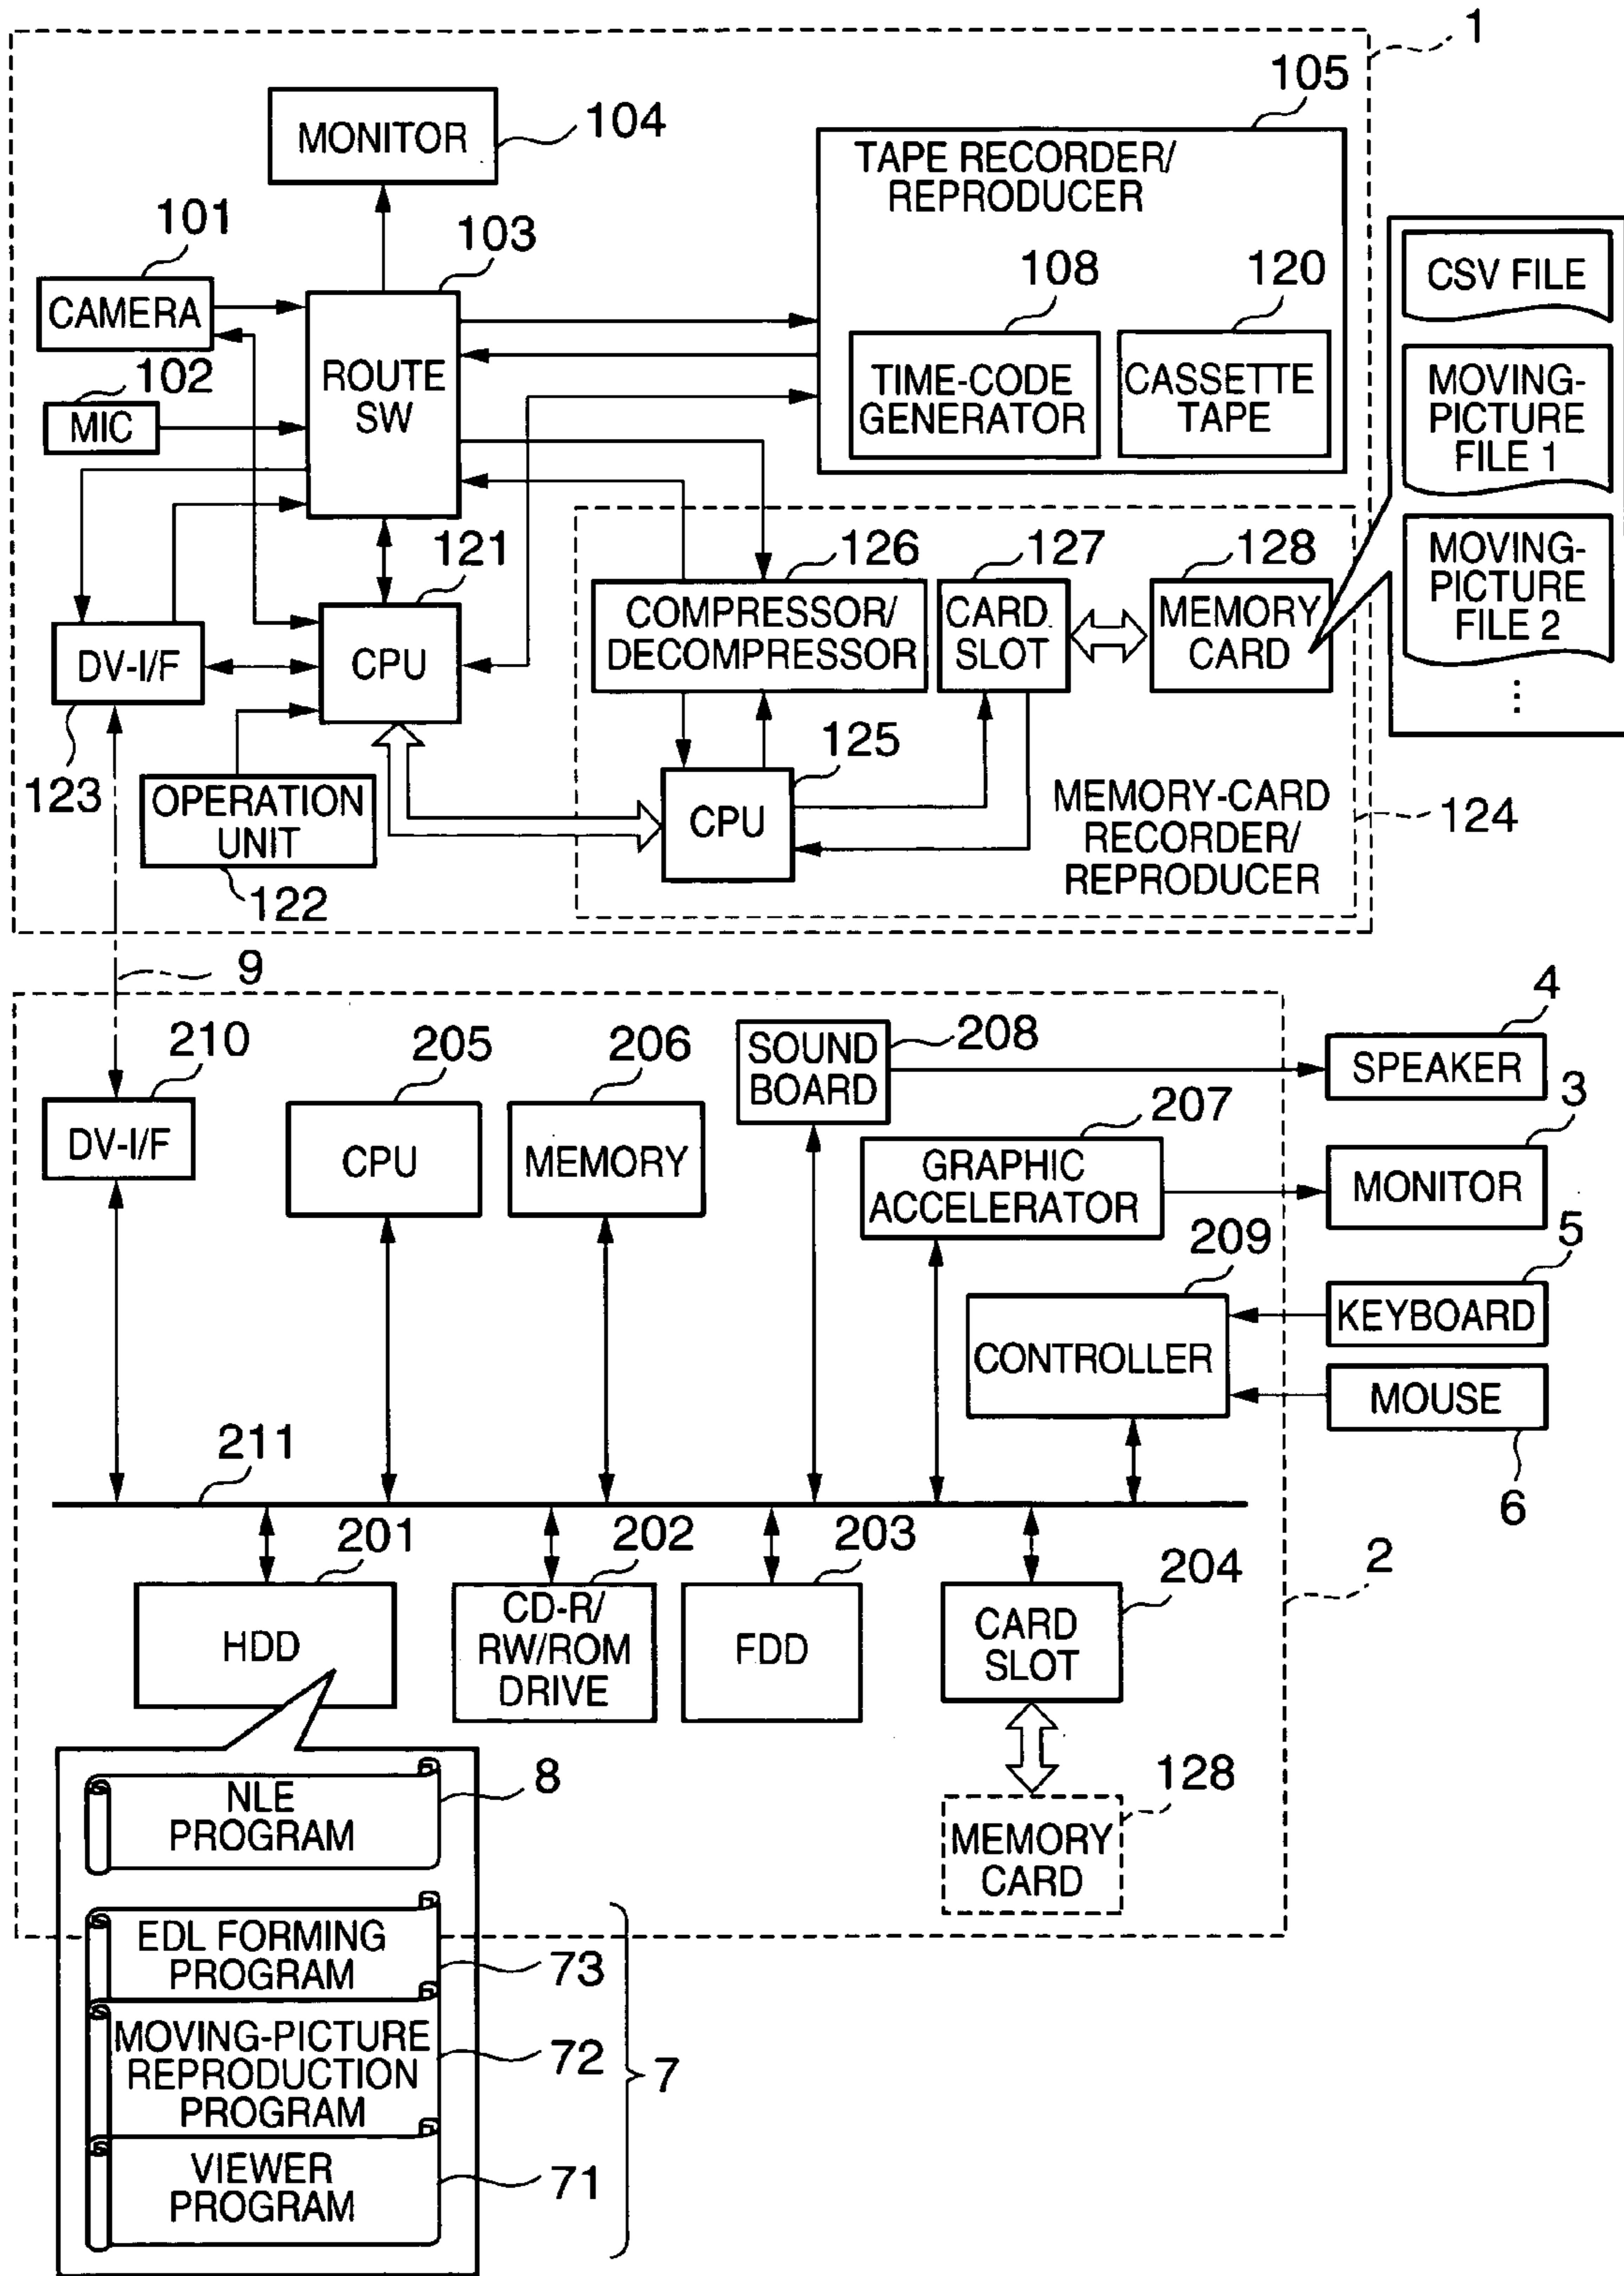 1
105
MONITOR
104
TAPE RECORDER/
REPRODUCER
101
103
CAMERA
108
120
CSV FILE
102
ROUTE
SW
TIME-CODE
GENERATOR
CASSETTE
TAPE
MOVING-
PICTURE
FILE 1
MIC
121
126
127
128
MOVING-
PICTURE
FILE 2
⋮
DV-I/F
CPU
COMPRESSOR/
DECOMPRESSOR
CARD
SLOT
MEMORY
CARD
123
125
OPERATION
UNIT
CPU
MEMORY-CARD
RECORDER/
REPRODUCER
124
122
9
4
210
205
206
SOUND
BOARD
208
SPEAKER
DV-I/F
CPU
MEMORY
207
3
GRAPHIC
ACCELERATOR
MONITOR
209
5
KEYBOARD
CONTROLLER
MOUSE
211
6
201
202
203
204
2
HDD
CD-R/
RW/ROM
DRIVE
FDD
CARD
SLOT
NLE
PROGRAM
8
128
MEMORY
CARD
EDL FORMING
PROGRAM
73
MOVING-PICTURE
REPRODUCTION
PROGRAM
72
7
VIEWER
PROGRAM
71